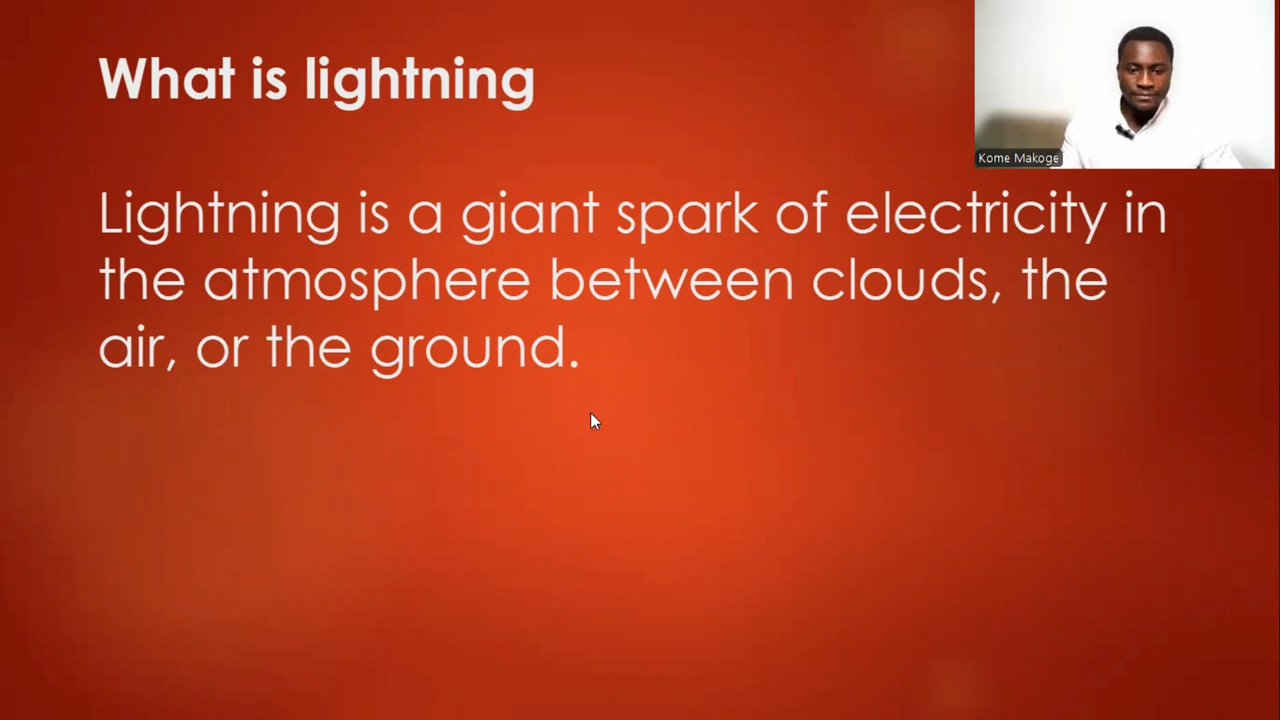 What is lightning
Kome Makoge
Lightning is a giant spark of electricity in
the atmosphere between clouds, the
air, or the ground.